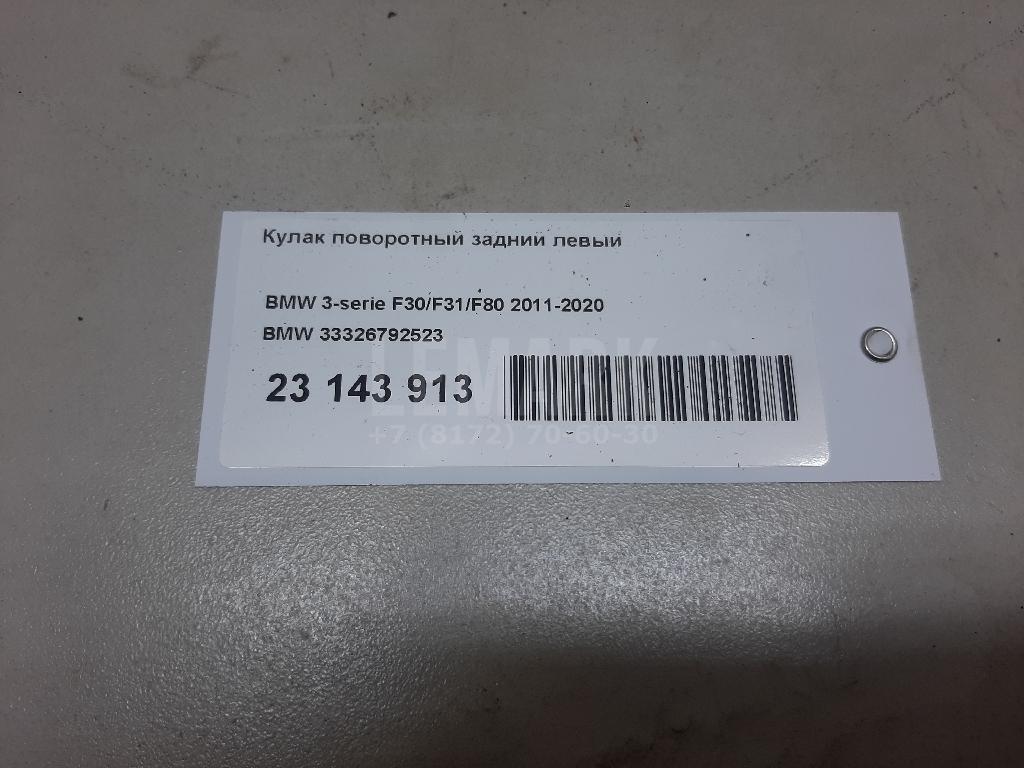 Кулак поворотный задний левый
BMW 3-serie F30/F31/F80 2011-2020
BMW 33326792523
23 143 913
LEMARK
+7 (8172) 70-60-30